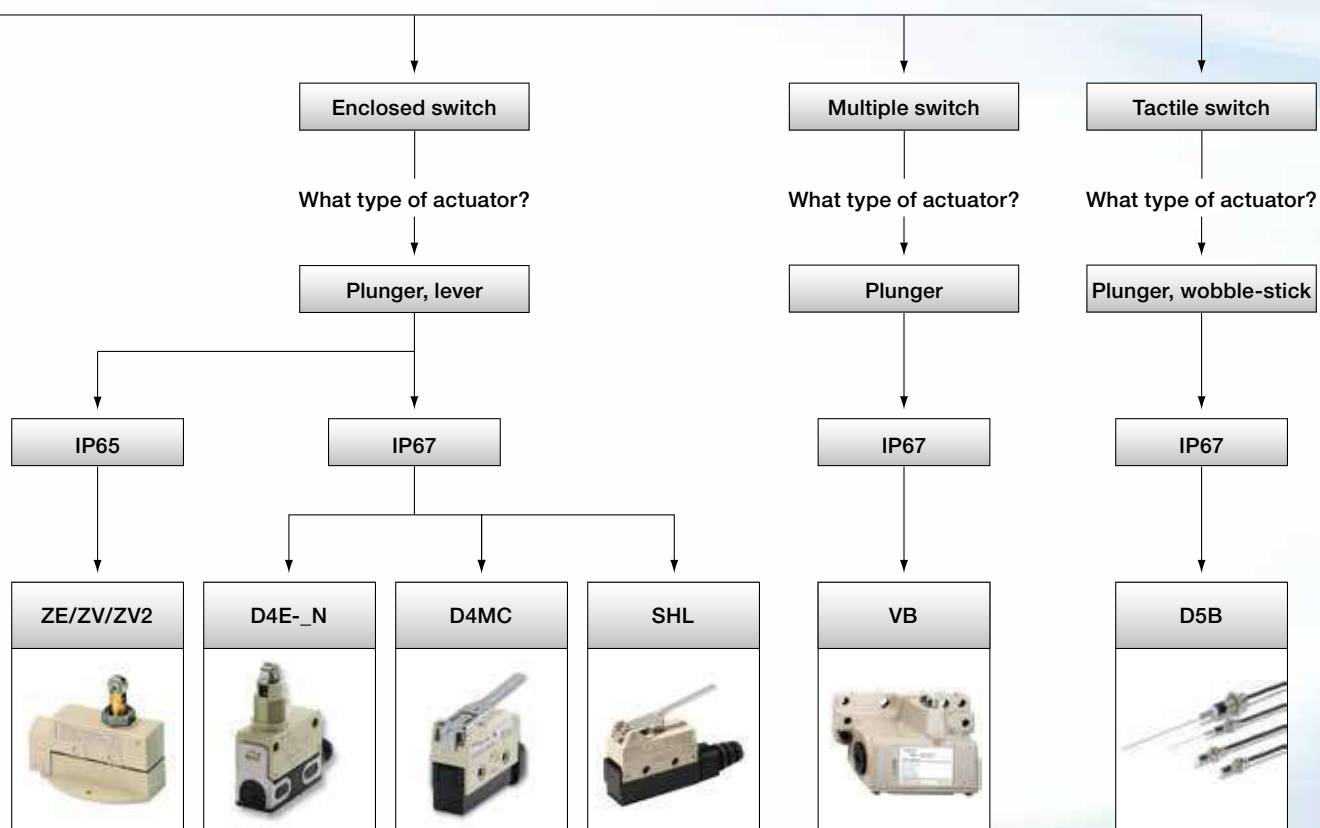 Enclosed switch
Multiple switch
Tactile switch
What type of actuator?
What type of actuator?
What type of actuator?
Plunger, lever
Plunger
Plunger, wobble-stick
IP65
IP67
IP67
IP67
ZE/ZV/ZV2
D4E-_N
D4MC
SHL
VB
D5B